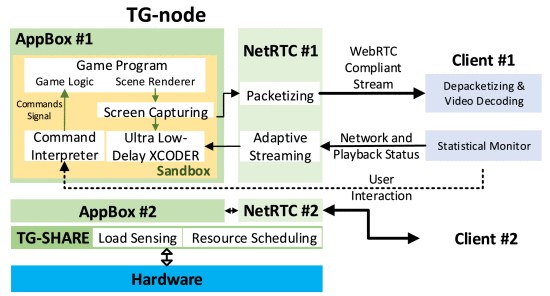 TG-node
AppBox #1
NetRTC #1
WebRTC
Compliant
Stream
Client #1
Game Program
Game Logic
Scene Renderer
Commands
Signal
Screen Capturing
Packetizing
Depacketizing &
Video Decoding
Command
Interpreter
Ultra Low-
Delay XCODER
Sandbox
Adaptive
Streaming
Network and
Playback Status
Statistical Monitor
User
Interaction
AppBox #2
NetRTC #2
TG-SHARE
Load Sensing
Resource Scheduling
Client #2
Hardware